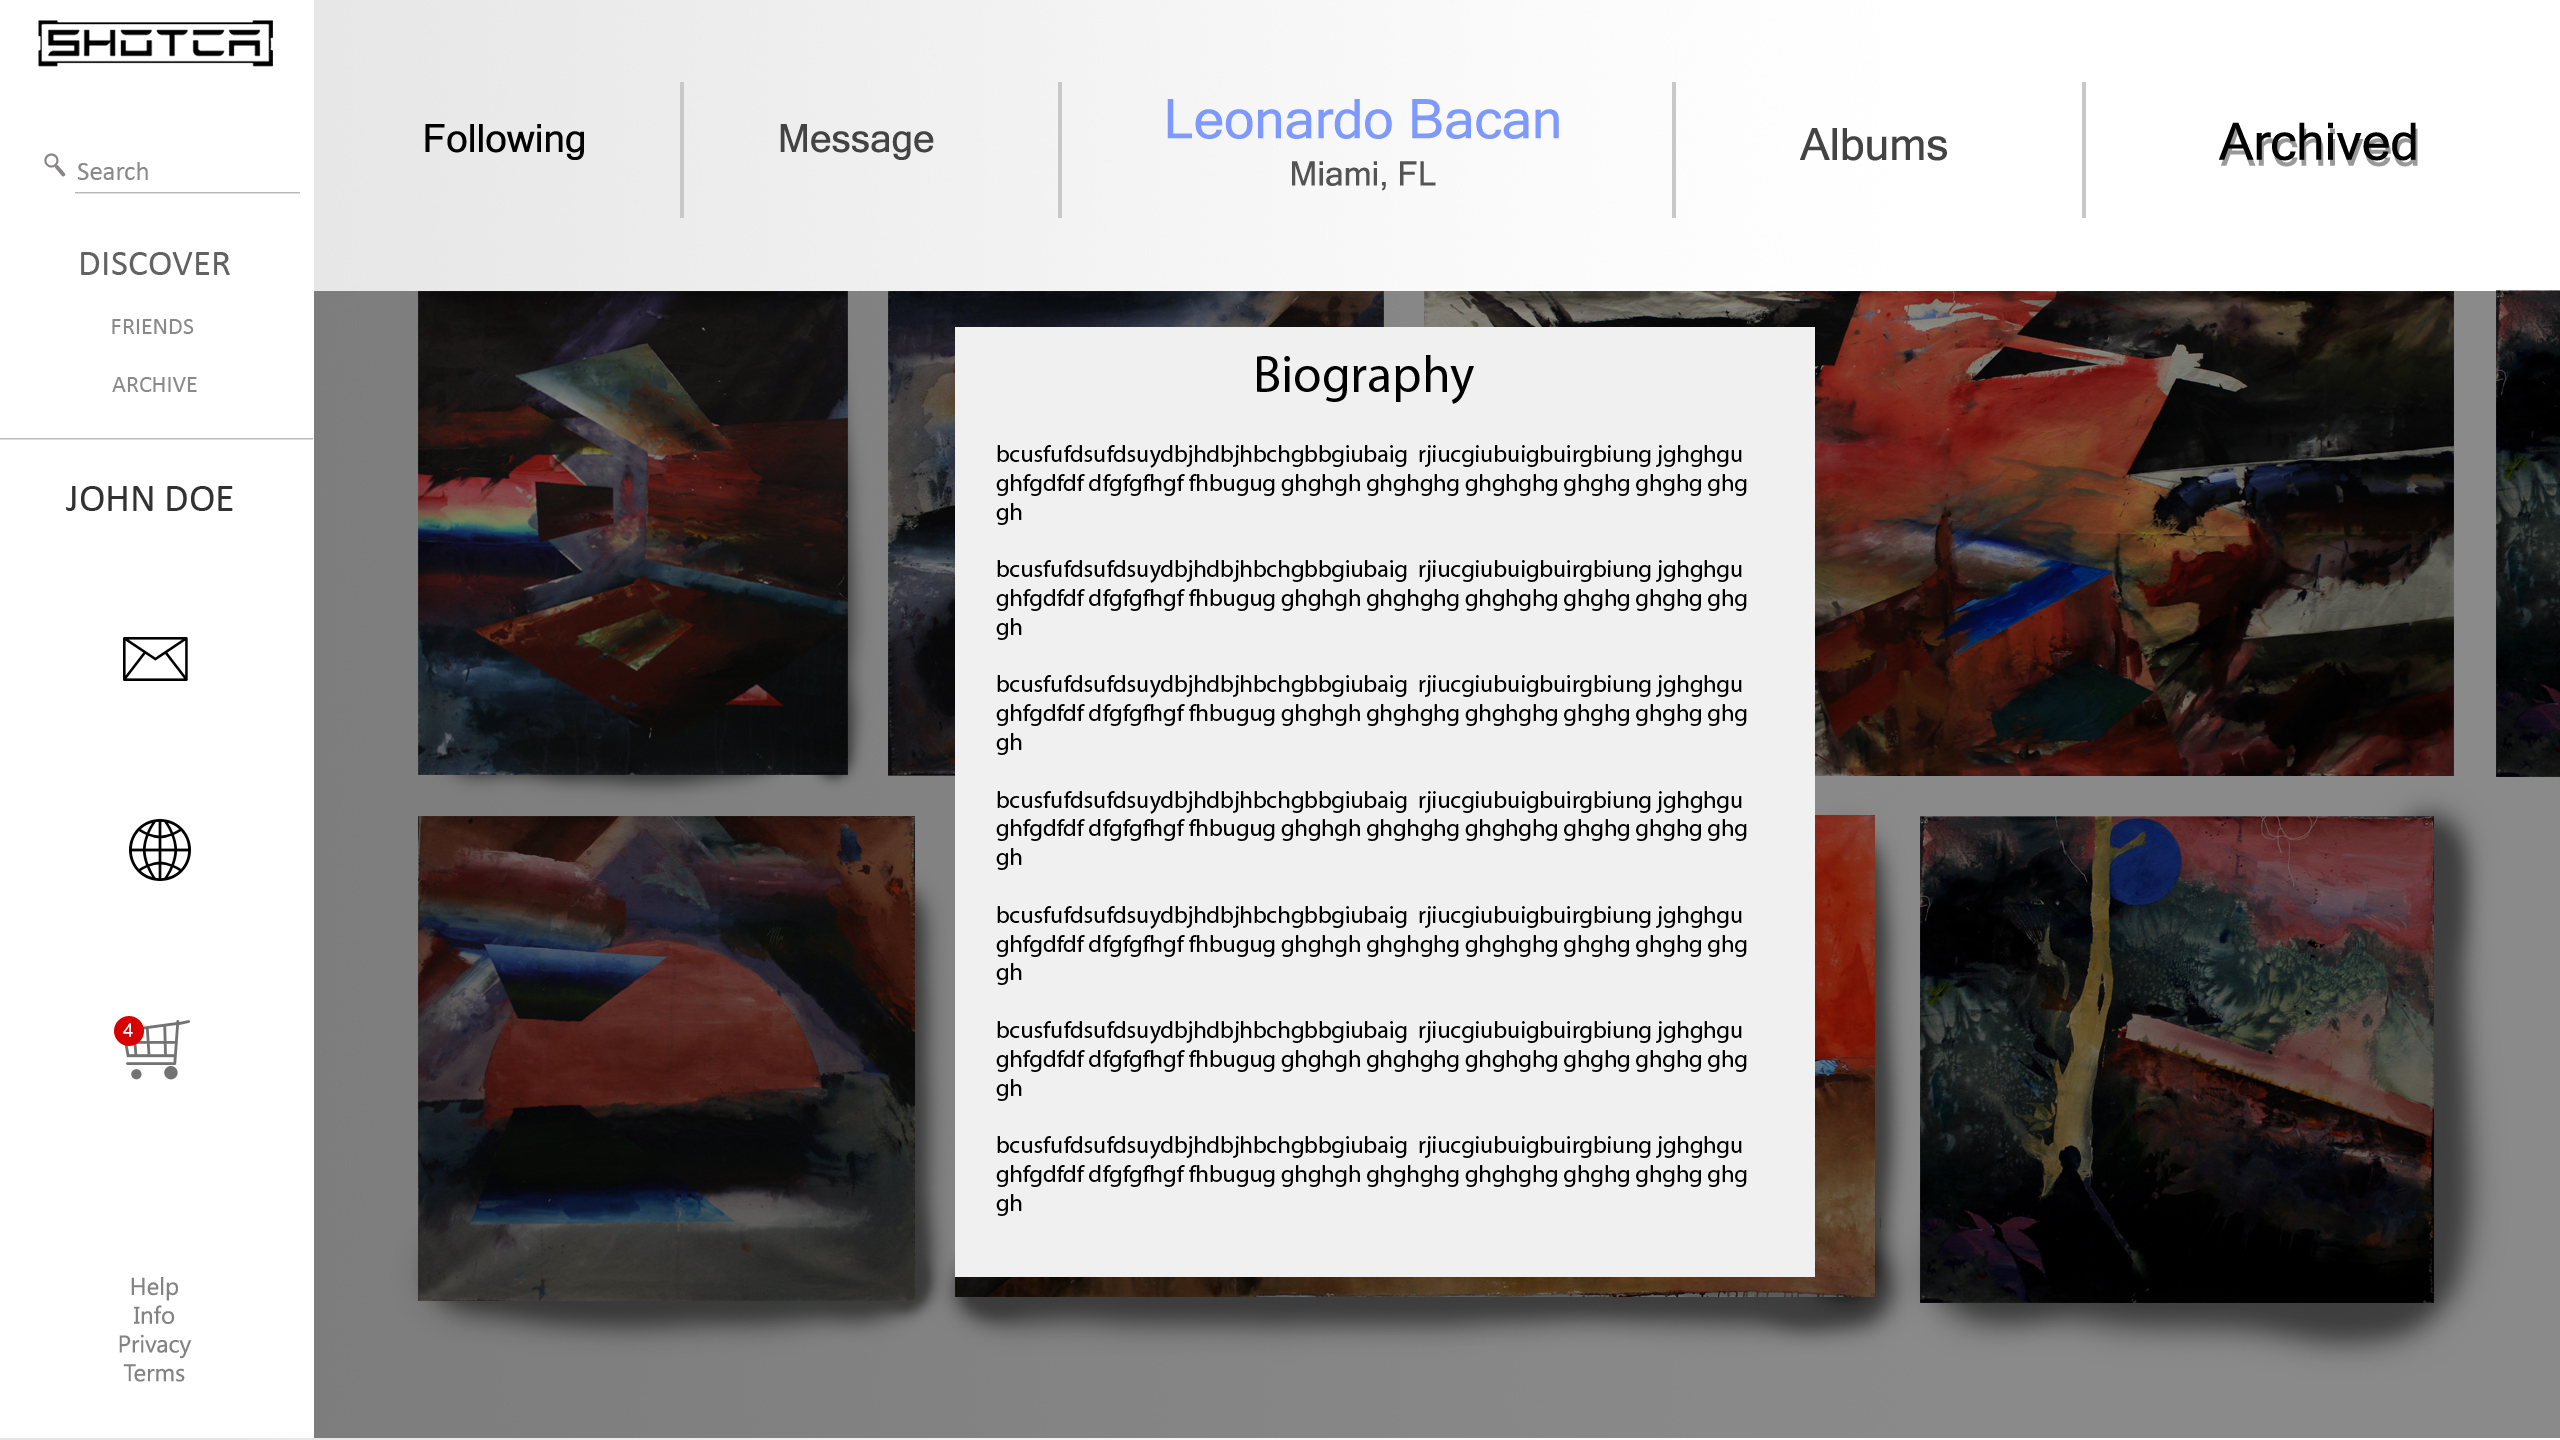 SHOTCA
Search
DISCOVER
FRIENDS
ARCHIVE
JOHN DOE
4
Help
Info
Privacy
Terms
Following
Message
Leonardo Bacan
Miami, FL
Albums
Archived
Biography
bcusfufdsufdsuydbjhdbjhbchgbbgiubaig  rjiucgiubuigbuirgbiung jghghgu
ghfgdfdf dfgfgfhgf fhbugug ghghgh ghghghg ghghghg ghghg ghghg ghg
gh
bcusfufdsufdsuydbjhdbjhbchgbbgiubaig  rjiucgiubuigbuirgbiung jghghgu
ghfgdfdf dfgfgfhgf fhbugug ghghgh ghghghg ghghghg ghghg ghghg ghg
gh
bcusfufdsufdsuydbjhdbjhbchgbbgiubaig  rjiucgiubuigbuirgbiung jghghgu
ghfgdfdf dfgfgfhgf fhbugug ghghgh ghghghg ghghghg ghghg ghghg ghg
gh
bcusfufdsufdsuydbjhdbjhbchgbbgiubaig  rjiucgiubuigbuirgbiung jghghgu
ghfgdfdf dfgfgfhgf fhbugug ghghgh ghghghg ghghghg ghghg ghghg ghg
gh
bcusfufdsufdsuydbjhdbjhbchgbbgiubaig  rjiucgiubuigbuirgbiung jghghgu
ghfgdfdf dfgfgfhgf fhbugug ghghgh ghghghg ghghghg ghghg ghghg ghg
gh
bcusfufdsufdsuydbjhdbjhbchgbbgiubaig  rjiucgiubuigbuirgbiung jghghgu
ghfgdfdf dfgfgfhgf fhbugug ghghgh ghghghg ghghghg ghghg ghghg ghg
gh
bcusfufdsufdsuydbjhdbjhbchgbbgiubaig  rjiucgiubuigbuirgbiung jghghgu
ghfgdfdf dfgfgfhgf fhbugug ghghgh ghghghg ghghghg ghghg ghghg ghg
gh